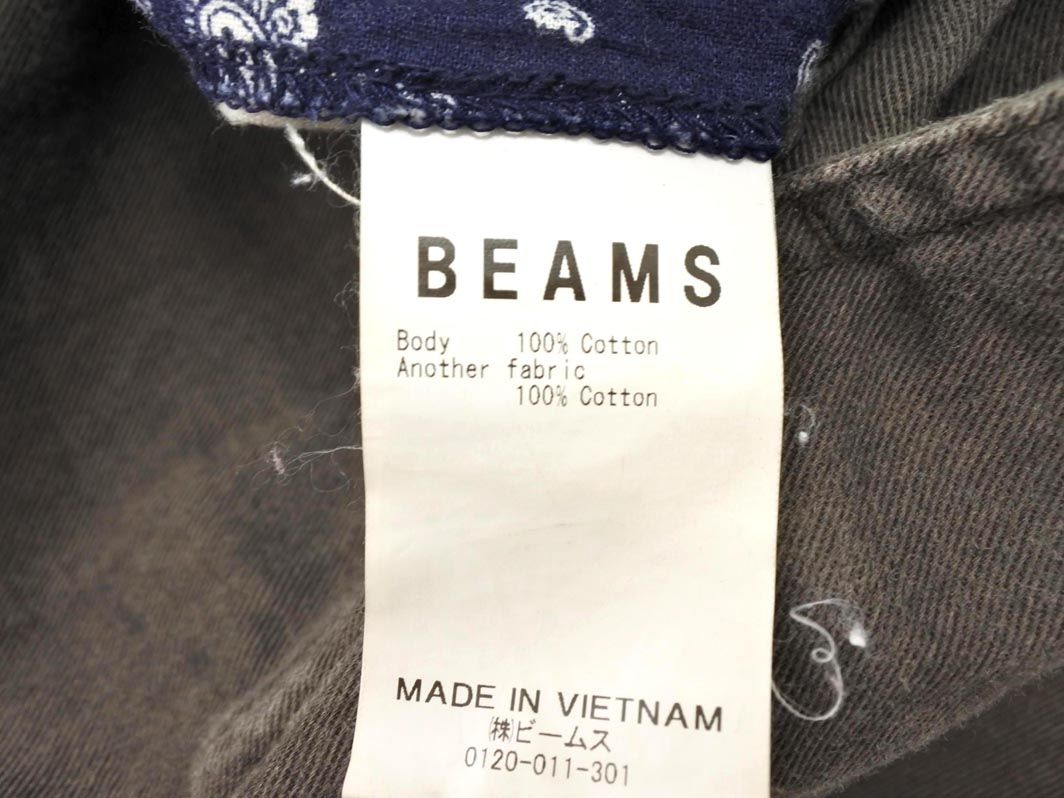 BEAMS
Body 100% Cotton
Another fabric
100% Cotton
MADE IN VIETNAM
㈱ビームス
0120-011-301